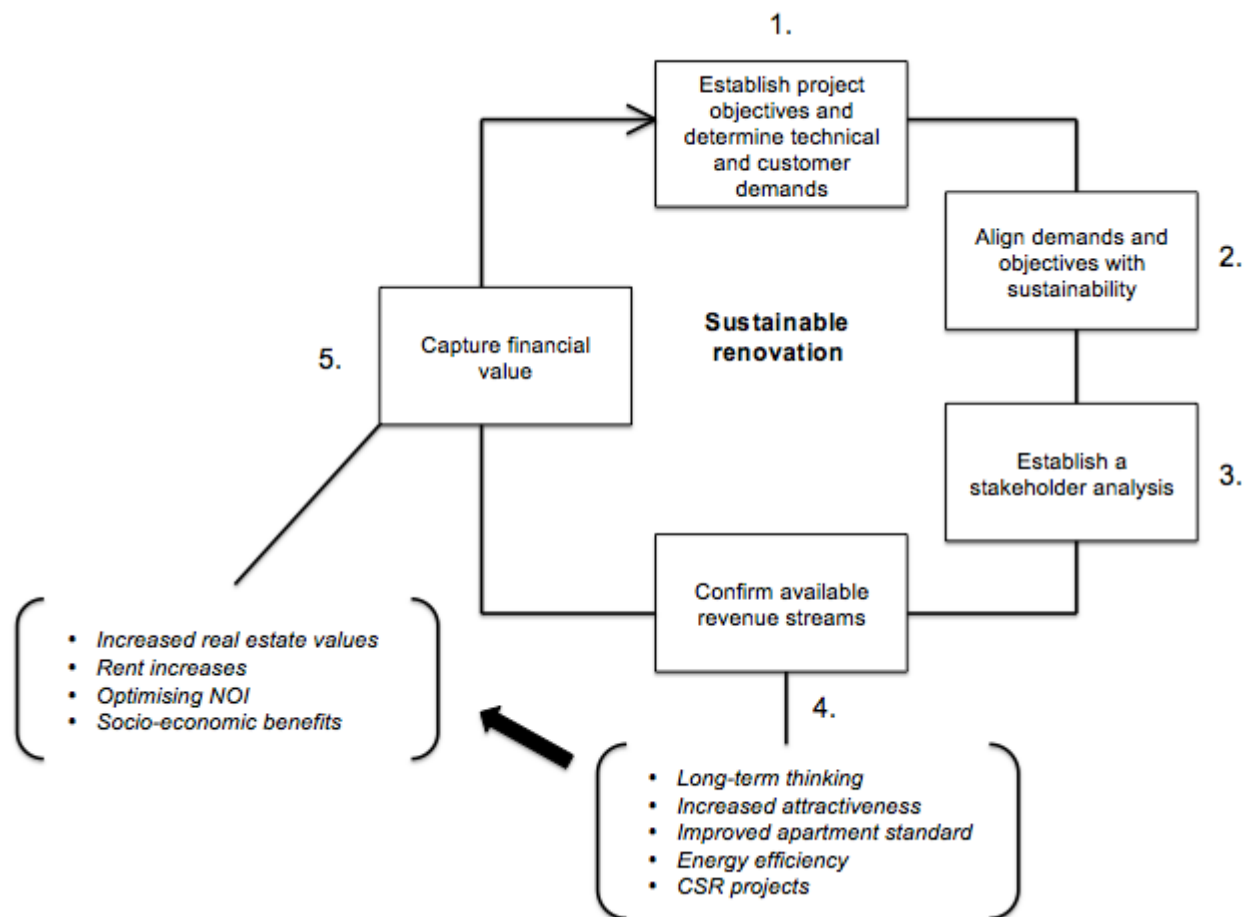 1.
Establish project
objectives and
determine technical
and customer
demands
Align demands and
objectives with
sustainability
2.
Sustainable
renovation
5.
Capture financial
value
Establish a
stakeholder analysis
3.
Confirm available
revenue streams
4.
• Increased real estate values
• Rent increases
• Optimising NOI
• Socio-economic benefits
• Long-term thinking
• Increased attractiveness
• Improved apartment standard
• Energy efficiency
• CSR projects